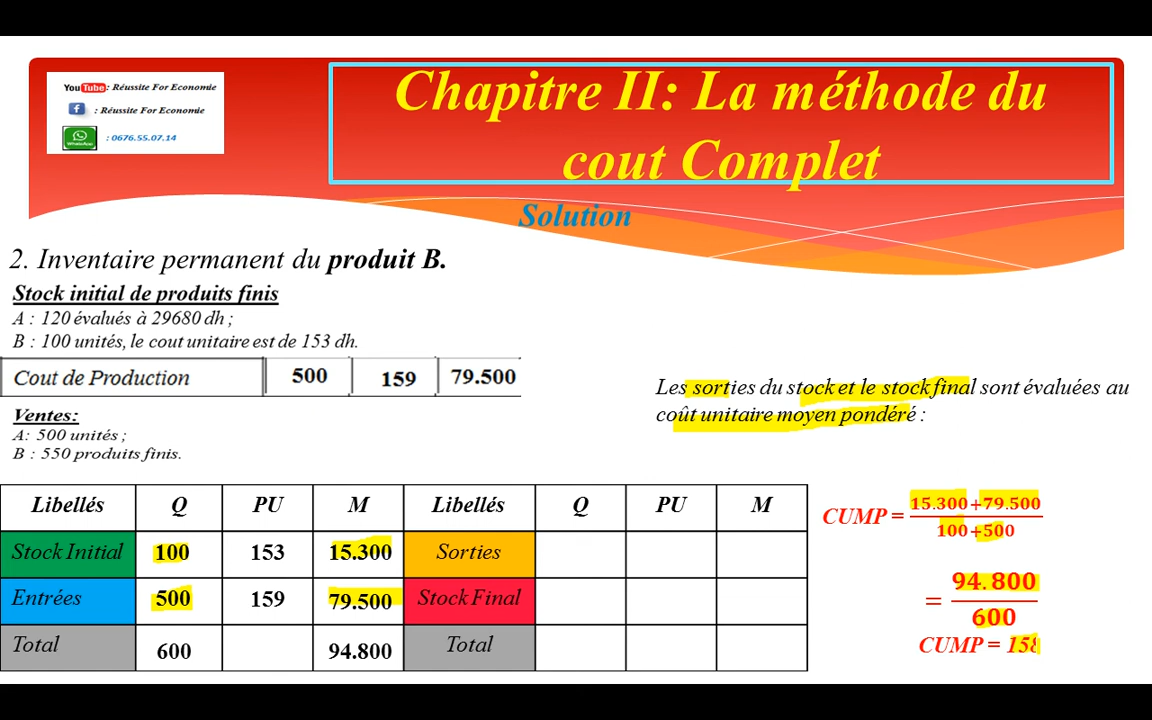 YouTube : Réussite For Economie
: Réussite For Economie
WhatsApp : 0676.55.07.14
Chapitre II: La méthode du
cout Complet
Solution
2. Inventaire permanent du produit B.
Stock initial de produits finis
A : 120 évalués à 29680 dh ;
B : 100 unités, le cout unitaire est de 153 dh.
Cout de Production 500 159 79.500
Ventes:
A: 500 unités ;
B : 550 produits finis.
Les sorties du stock et le stock final sont évaluées au
coût unitaire moyen pondéré :
Libellés Q PU M Libellés Q PU M
Stock Initial 100 153 15.300 Sorties
Entrées 500 159 79.500 Stock Final
Total 600 94.800 Total
CUMP = 15.300+79.500
100+500
= 94.800
600
CUMP = 158